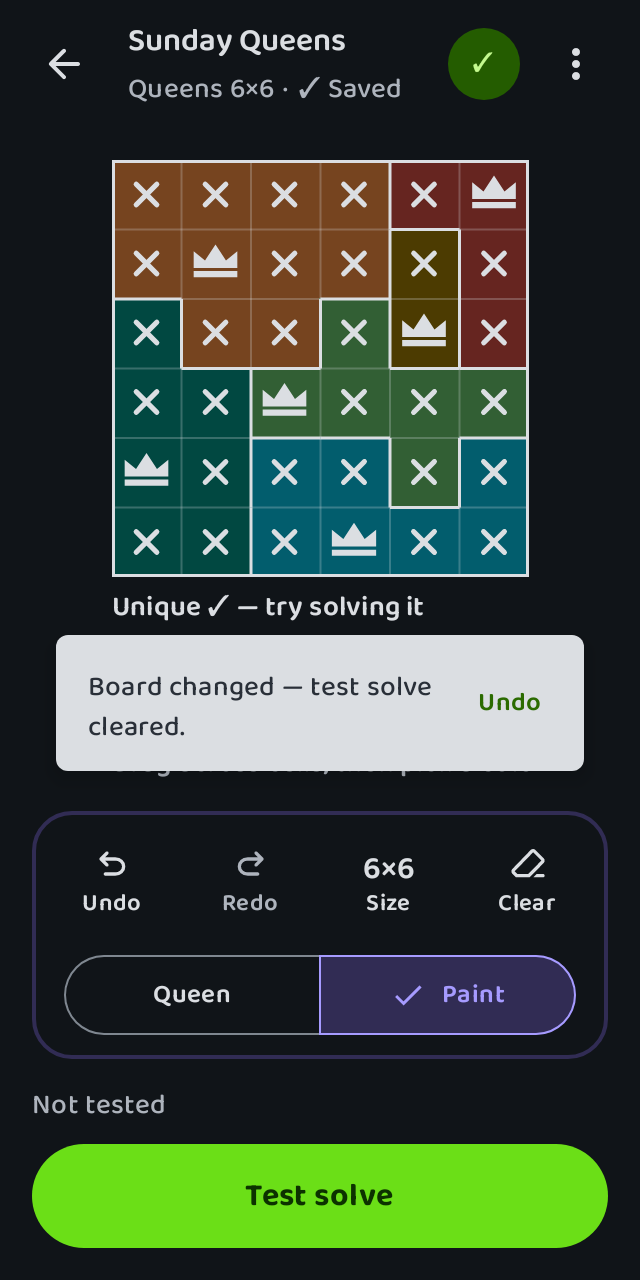 Sunday Queens
Queens 6×6 · ✓ Saved
✓
Unique ✓ — try solving it
Board changed — test solve
cleared.
Undo
Undo
Redo
6×6
Size
Clear
Queen
Paint
Not tested
Test solve